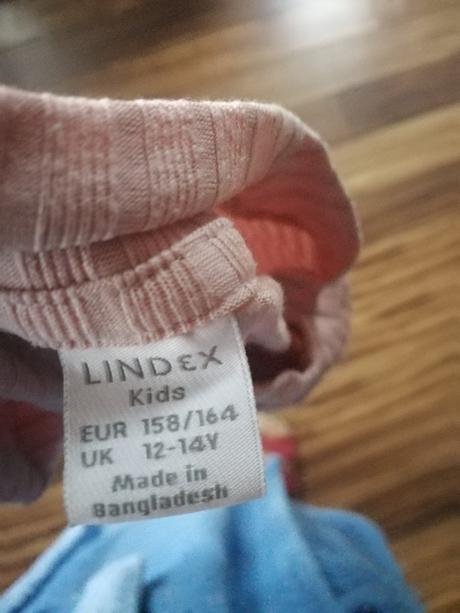 LINDEX
Kids
EUR 158/164
UK 12-14Y
Made in
Bangladesh